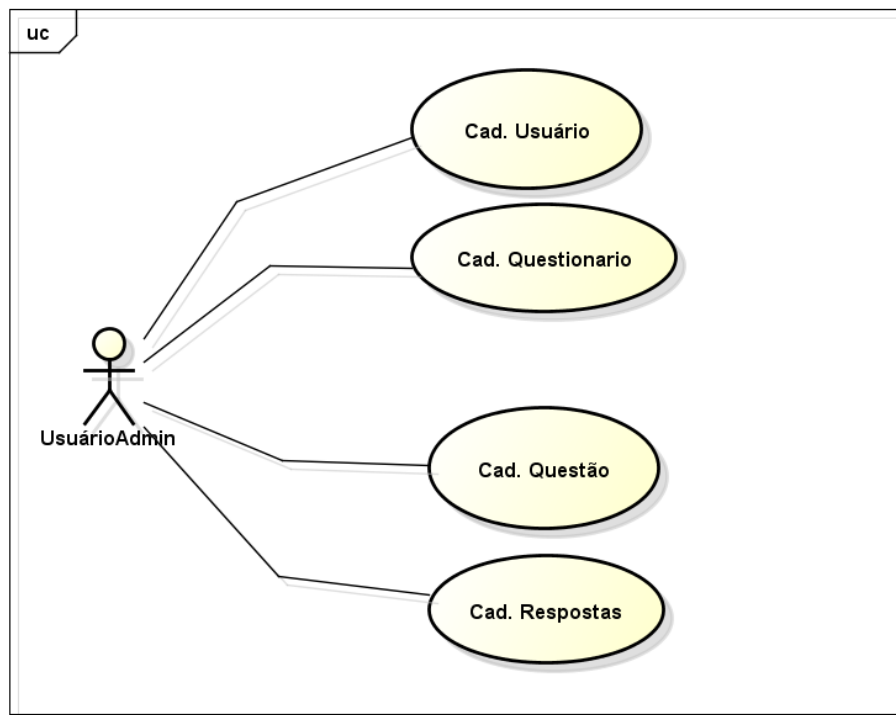 uc
Cad. Usuário
Cad. Questionario
UsuárioAdmin
Cad. Questão
Cad. Respostas